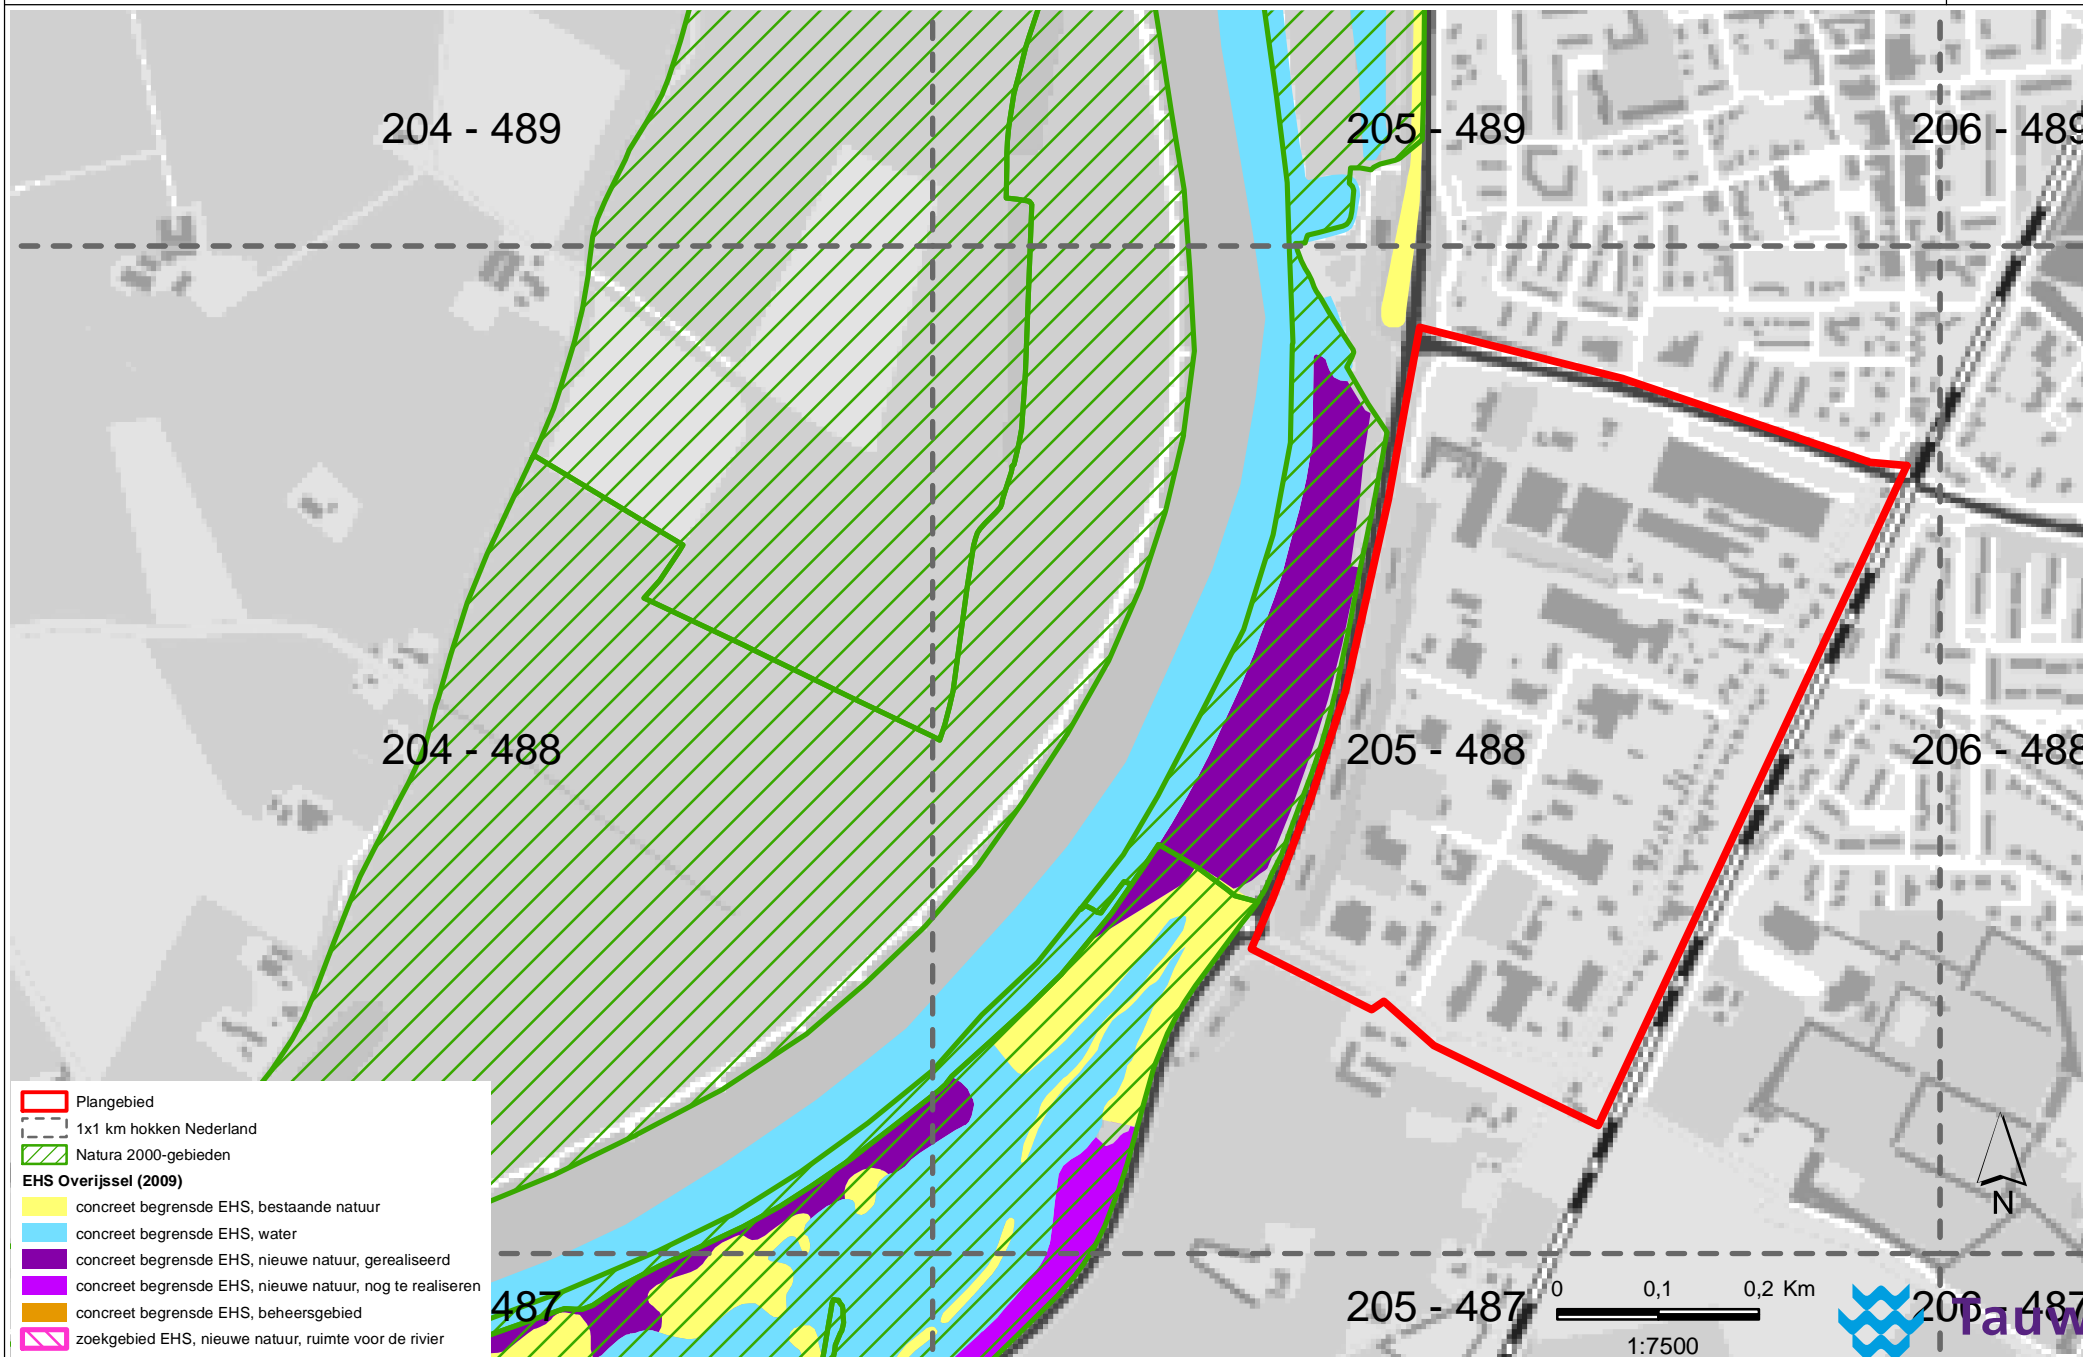 204 - 489
205 - 489
206 - 489
204 - 488
205 - 488
206 - 488
Plangebied
1x1 km hokken Nederland
Natura 2000-gebieden
EHS Overijssel (2009)
concreet begrensde EHS, bestaande natuur
concreet begrensde EHS, water
concreet begrensde EHS, nieuwe natuur, gerealiseerd
concreet begrensde EHS, nieuwe natuur, nog te realiseren
concreet begrensde EHS, beheersgebied
zoekgebied EHS, nieuwe natuur, ruimte voor de rivier
487
205 - 487
206 - 487
N
0 0,1 0,2 Km
1:7500
Tauw